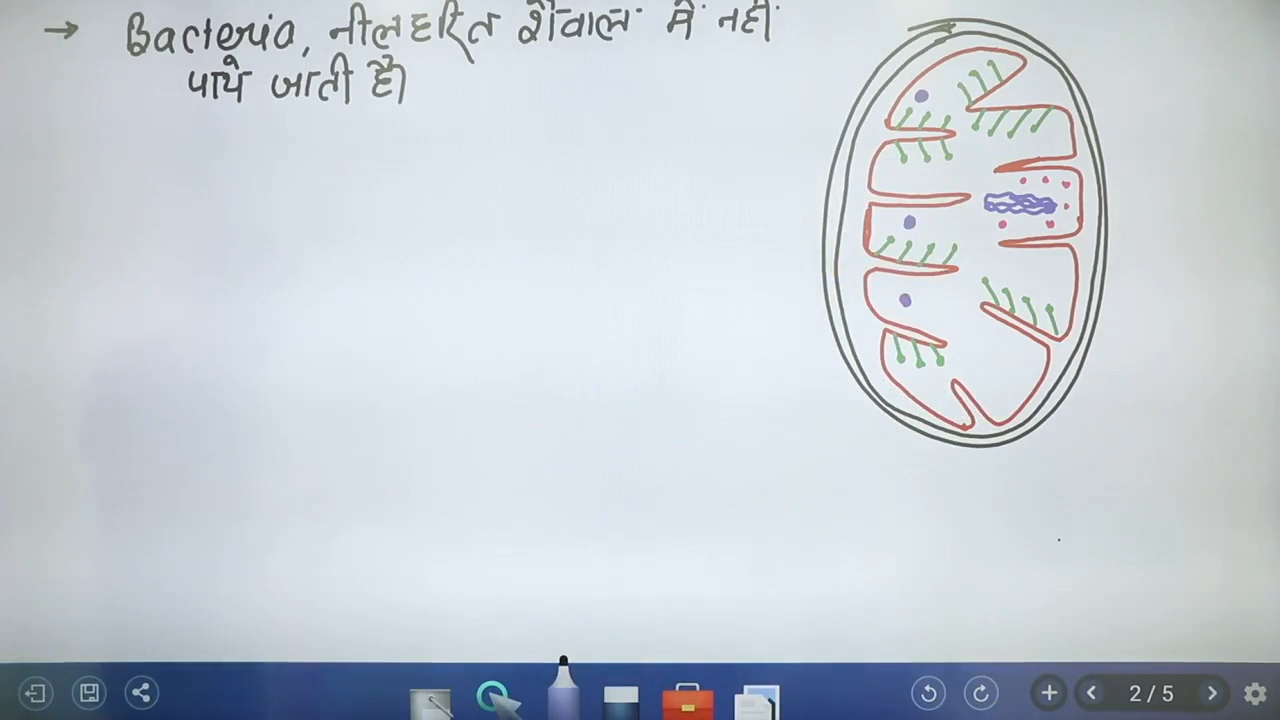 → Bacteria, नीलहरित शैवाल में नहीं
पाये जाती है।
2 / 5